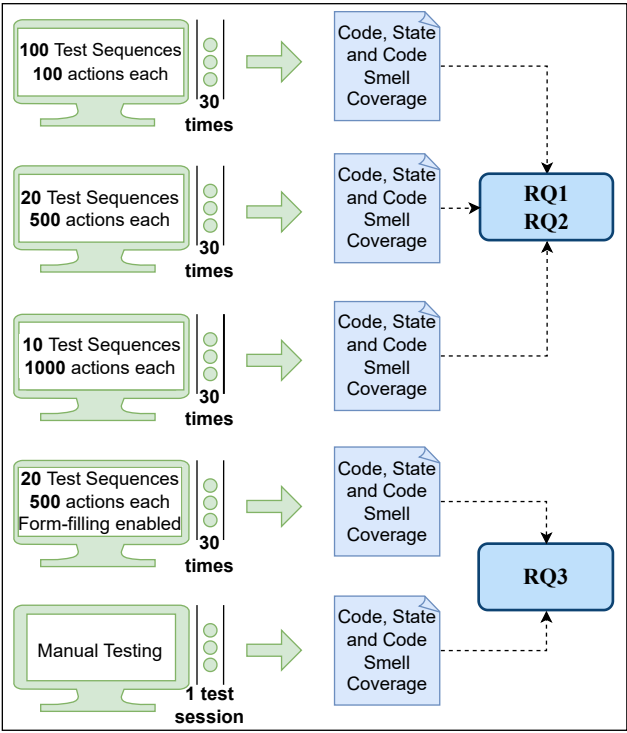 100 Test Sequences
100 actions each
30
times
Code, State
and Code
Smell
Coverage
20 Test Sequences
500 actions each
30
times
Code, State
and Code
Smell
Coverage
RQ1
RQ2
10 Test Sequences
1000 actions each
30
times
Code, State
and Code
Smell
Coverage
20 Test Sequences
500 actions each
Form-filling enabled
30
times
Code, State
and Code
Smell
Coverage
RQ3
Manual Testing
1 test
session
Code, State
and Code
Smell
Coverage